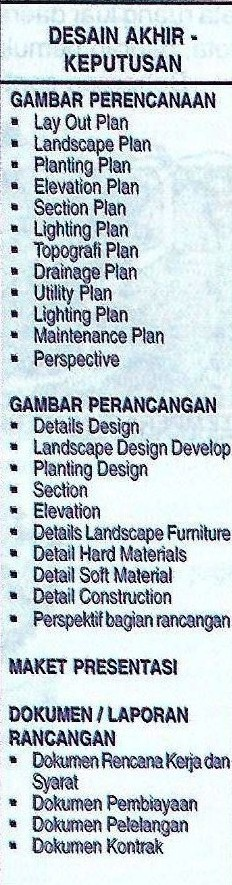 DESAIN AKHIR -
KEPUTUSAN
GAMBAR PERENCANAAN
▪ Lay Out Plan
▪ Landscape Plan
▪ Planting Plan
▪ Elevation Plan
▪ Section Plan
▪ Lighting Plan
▪ Topografi Plan
▪ Drainage Plan
▪ Utility Plan
▪ Lighting Plan
▪ Maintenance Plan
▪ Perspective
GAMBAR PERANCANGAN
▪ Details Design
▪ Landscape Design Develop
▪ Planting Design
▪ Section
▪ Elevation
▪ Details Landscape Furniture
▪ Detail Hard Materials
▪ Detail Soft Material
▪ Detail Construction
▪ Perspektif bagian rancangan
MAKET PRESENTASI
DOKUMEN / LAPORAN
RANCANGAN
▪ Dokumen Rencana Kerja dan
Syarat
▪ Dokumen Pembiayaan
▪ Dokumen Pelelangan
▪ Dokumen Kontrak